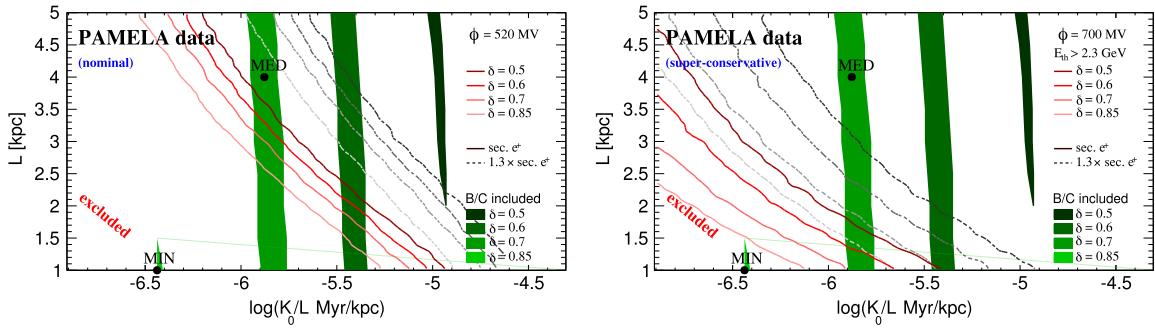 PAMELA data
(nominal)
ϕ = 520 MV
MED
δ = 0.5
δ = 0.6
δ = 0.7
δ = 0.85
sec. e⁺
1.3 × sec. e⁺
B/C included
δ = 0.5
δ = 0.6
δ = 0.7
δ = 0.85
excluded
MIN
L [kpc]
5
4.5
4
3.5
3
2.5
2
1.5
1
-6.5 -6 -5.5 -5 -4.5
log(K₀/L Myr/kpc)
PAMELA data
(super-conservative)
ϕ = 700 MV
E_th > 2.3 GeV
MED
δ = 0.5
δ = 0.6
δ = 0.7
δ = 0.85
sec. e⁺
1.3 × sec. e⁺
B/C included
δ = 0.5
δ = 0.6
δ = 0.7
δ = 0.85
excluded
MIN
L [kpc]
5
4.5
4
3.5
3
2.5
2
1.5
1
-6.5 -6 -5.5 -5 -4.5
log(K₀/L Myr/kpc)